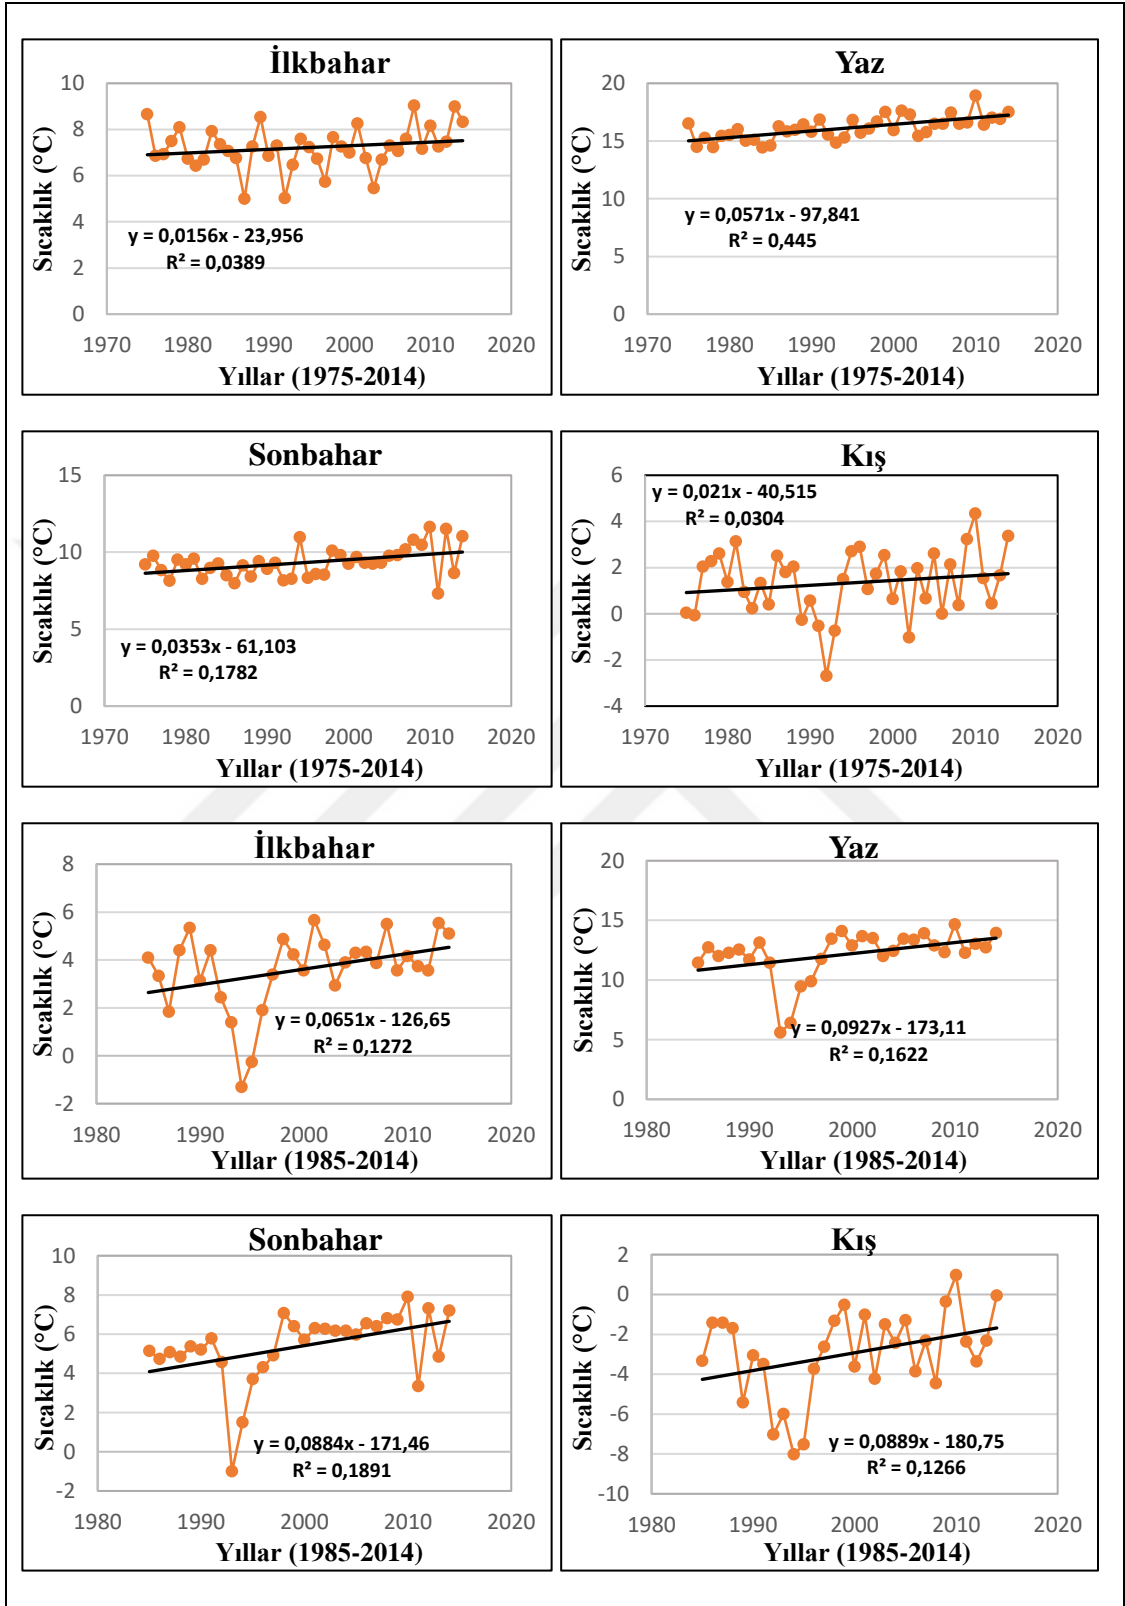 İlkbahar
10
8
6
4
2
0
Sıcaklık (°C)
y = 0,0156x - 23,956
R² = 0,0389
1970 1980 1990 2000 2010 2020
Yıllar (1975-2014)
Yaz
20
15
10
5
0
Sıcaklık (°C)
y = 0,0571x - 97,841
R² = 0,445
1970 1980 1990 2000 2010 2020
Yıllar (1975-2014)
Sonbahar
15
10
5
0
Sıcaklık (°C)
y = 0,0353x - 61,103
R² = 0,1782
1970 1980 1990 2000 2010 2020
Yıllar (1975-2014)
Kış
6
4
2
0
-2
-4
Sıcaklık (°C)
y = 0,021x - 40,515
R² = 0,0304
1970 1980 1990 2000 2010 2020
Yıllar (1975-2014)
İlkbahar
8
6
4
2
0
-2
Sıcaklık (°C)
y = 0,0651x - 126,65
R² = 0,1272
1980 1990 2000 2010 2020
Yıllar (1985-2014)
Yaz
20
15
10
5
0
Sıcaklık (°C)
y = 0,0927x - 173,11
R² = 0,1622
1980 1990 2000 2010 2020
Yıllar (1985-2014)
Sonbahar
10
8
6
4
2
0
-2
Sıcaklık (°C)
y = 0,0884x - 171,46
R² = 0,1891
1980 1990 2000 2010 2020
Yıllar (1985-2014)
Kış
2
0
-2
-4
-6
-8
-10
Sıcaklık (°C)
y = 0,0889x - 180,75
R² = 0,1266
1980 1990 2000 2010 2020
Yıllar (1985-2014)